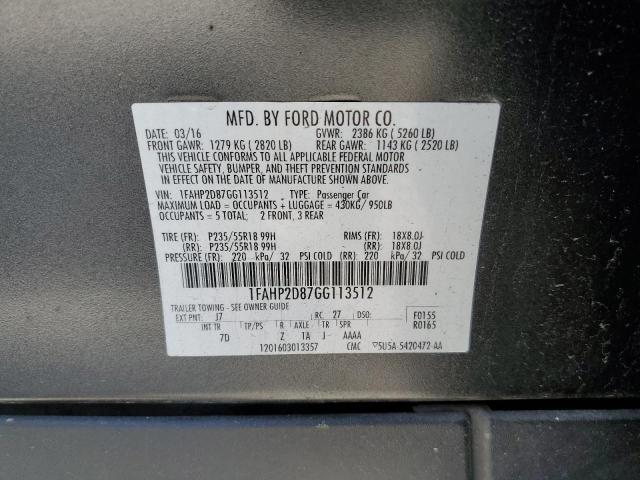 MFD. BY FORD MOTOR CO.
DATE: 03/16 GVWR: 2386 KG ( 5260 LB)
FRONT GAWR: 1279 KG ( 2820 LB) REAR GAWR: 1143 KG ( 2520 LB)
THIS VEHICLE CONFORMS TO ALL APPLICABLE FEDERAL MOTOR
VEHICLE SAFETY, BUMPER, AND THEFT PREVENTION STANDARDS
IN EFFECT ON THE DATE OF MANUFACTURE SHOWN ABOVE.
VIN: 1FAHP2D87GG113512 TYPE: Passenger Car
MAXIMUM LOAD = OCCUPANTS + LUGGAGE = 430KG/ 950LB
OCCUPANTS = 5 TOTAL; 2 FRONT, 3 REAR
TIRE (FR): P235/55R18 99H RIMS (FR): 18X8.0J
(RR): P235/55R18 99H (RR): 18X8.0J
PRESSURE (FR): 220 kPa/ 32 PSI COLD (RR): 220 kPa/ 32 PSI COLD
1FAHP2D87GG113512
TRAILER TOWING - SEE OWNER GUIDE
EXT PNT: J7 RC: 27 DSO: F0155
INT TR TP/PS R AXLE TR SPR R0165
7D Z 1A J AAAA
1201603013357 CMC ▽5U5A-5420472-AA